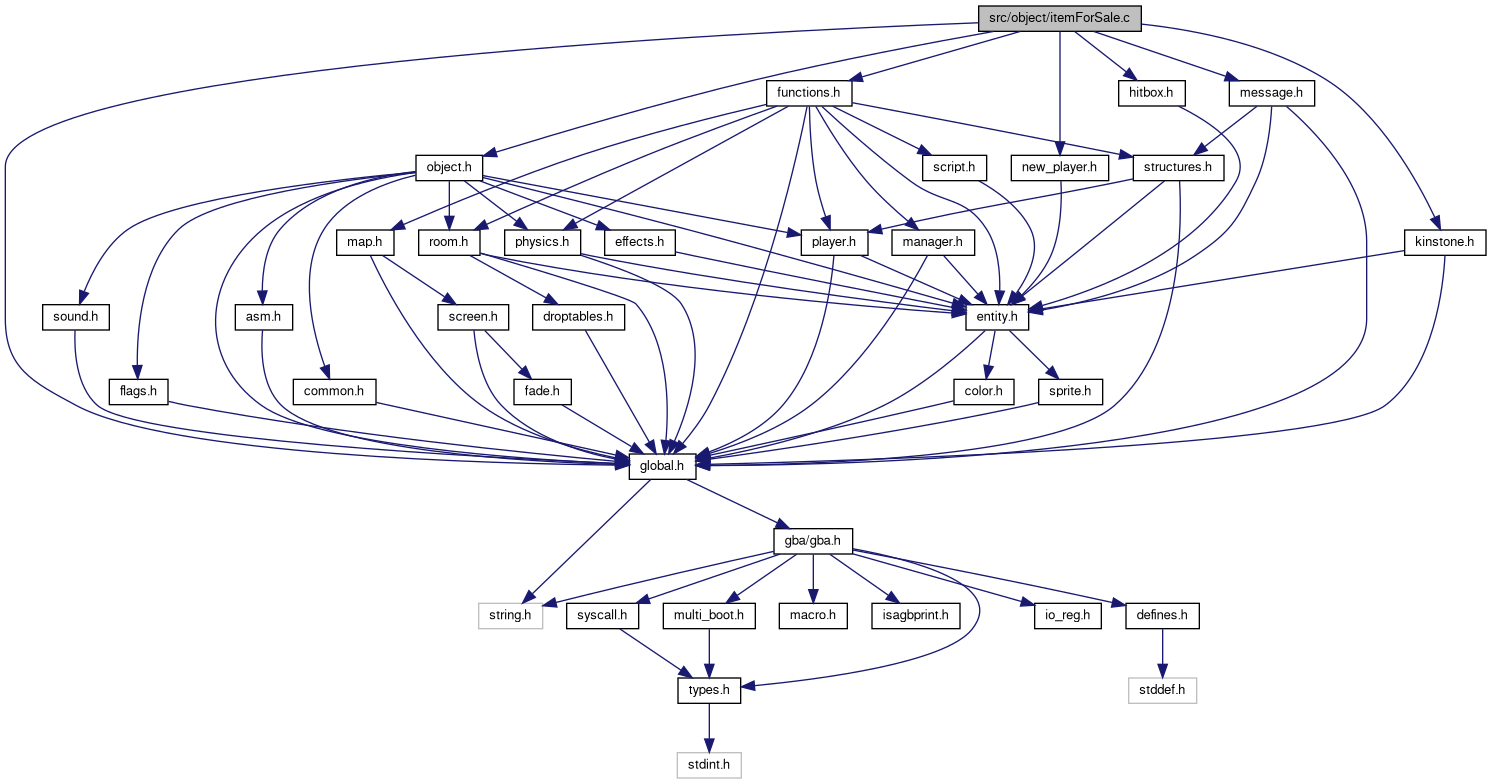 src/object/itemForSale.c
functions.h
hitbox.h
message.h
object.h
script.h
new_player.h
structures.h
map.h
room.h
physics.h
effects.h
player.h
manager.h
kinstone.h
sound.h
asm.h
screen.h
droptables.h
entity.h
flags.h
common.h
fade.h
color.h
sprite.h
global.h
gba/gba.h
string.h
syscall.h
multi_boot.h
macro.h
isagbprint.h
io_reg.h
defines.h
types.h
stddef.h
stdint.h